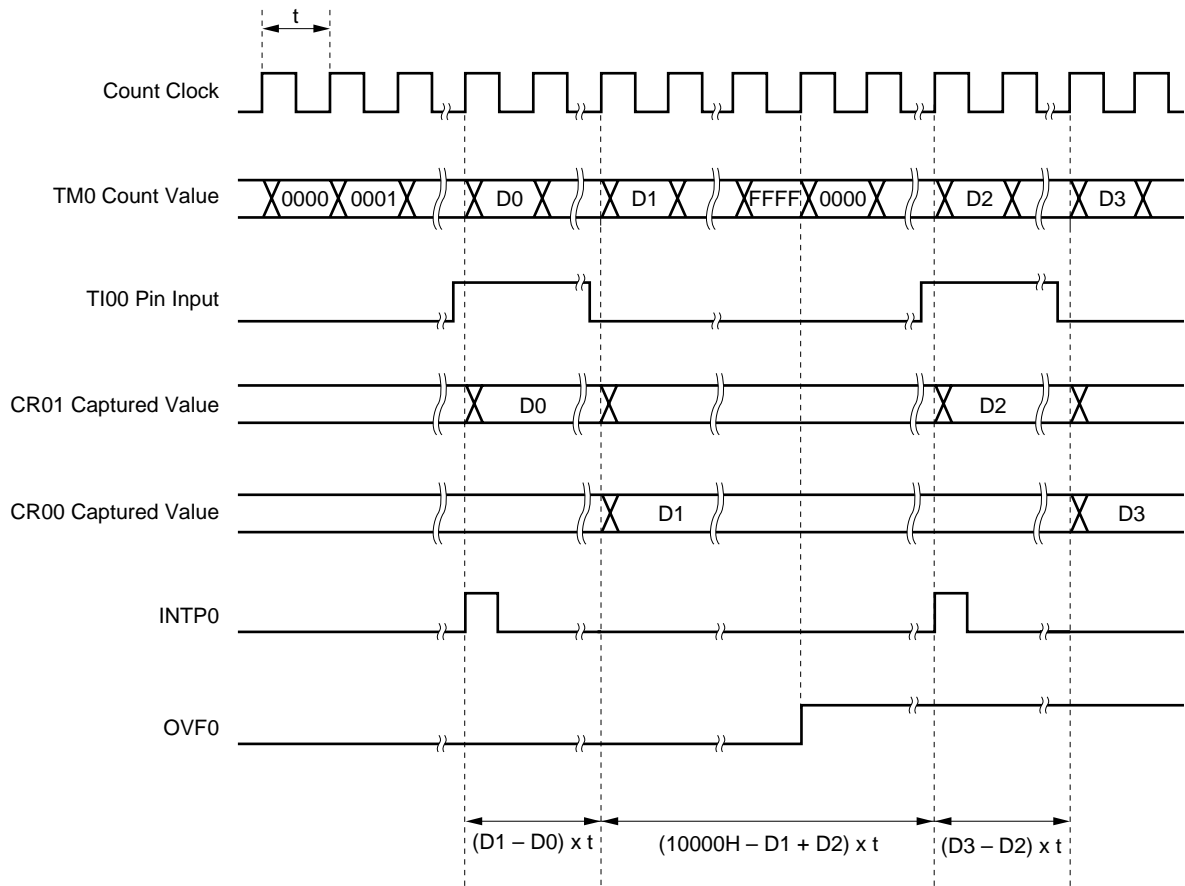 t
Count Clock
TM0 Count Value
0000 0001 D0 D1 FFFF 0000 D2 D3
TI00 Pin Input
CR01 Captured Value
D0 D2
CR00 Captured Value
D1 D3
INTP0
OVF0
(D1 – D0) x t (10000H – D1 + D2) x t (D3 – D2) x t